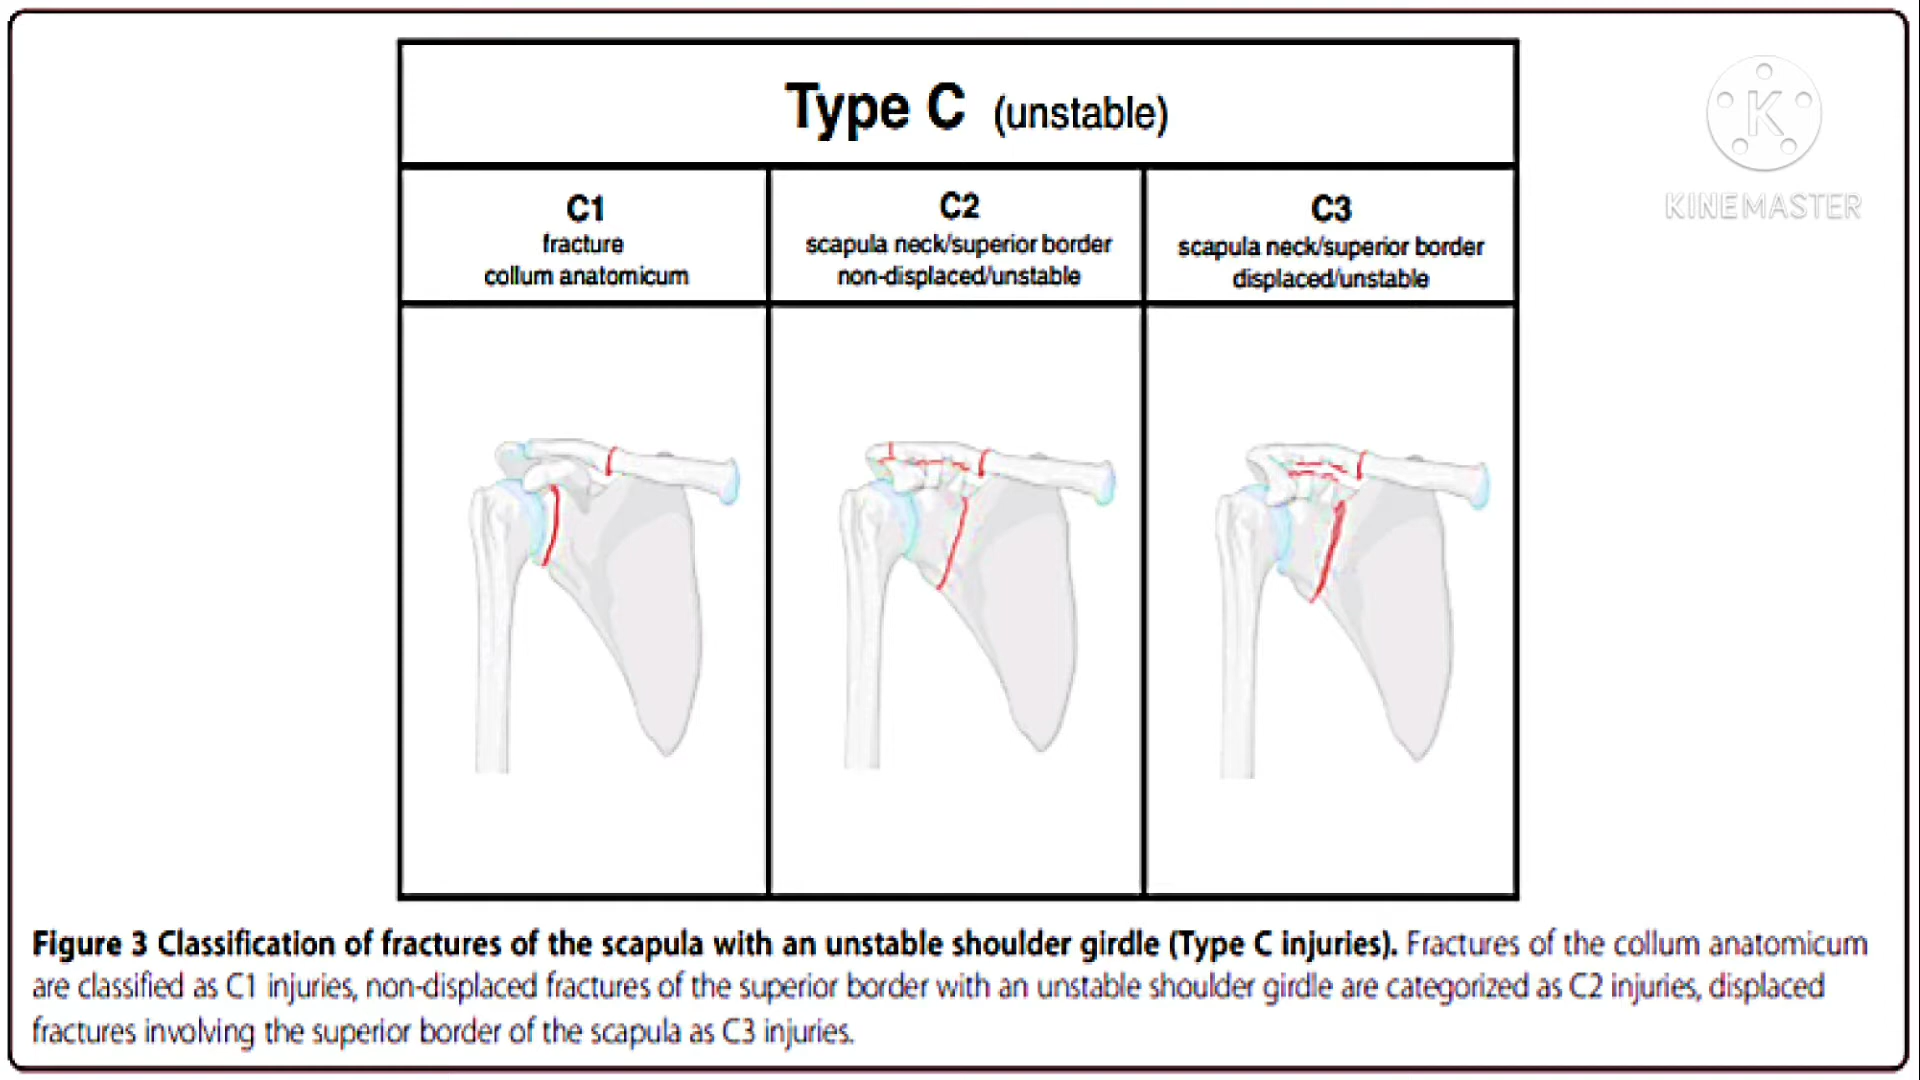 Type C (unstable)
K
KINEMASTER
C1
fracture
collum anatomicum
C2
scapula neck/superior border
non-displaced/unstable
C3
scapula neck/superior border
displaced/unstable
Figure 3 Classification of fractures of the scapula with an unstable shoulder girdle (Type C injuries). Fractures of the collum anatomicum
are classified as C1 injuries, non-displaced fractures of the superior border with an unstable shoulder girdle are categorized as C2 injuries, displaced
fractures involving the superior border of the scapula as C3 injuries.